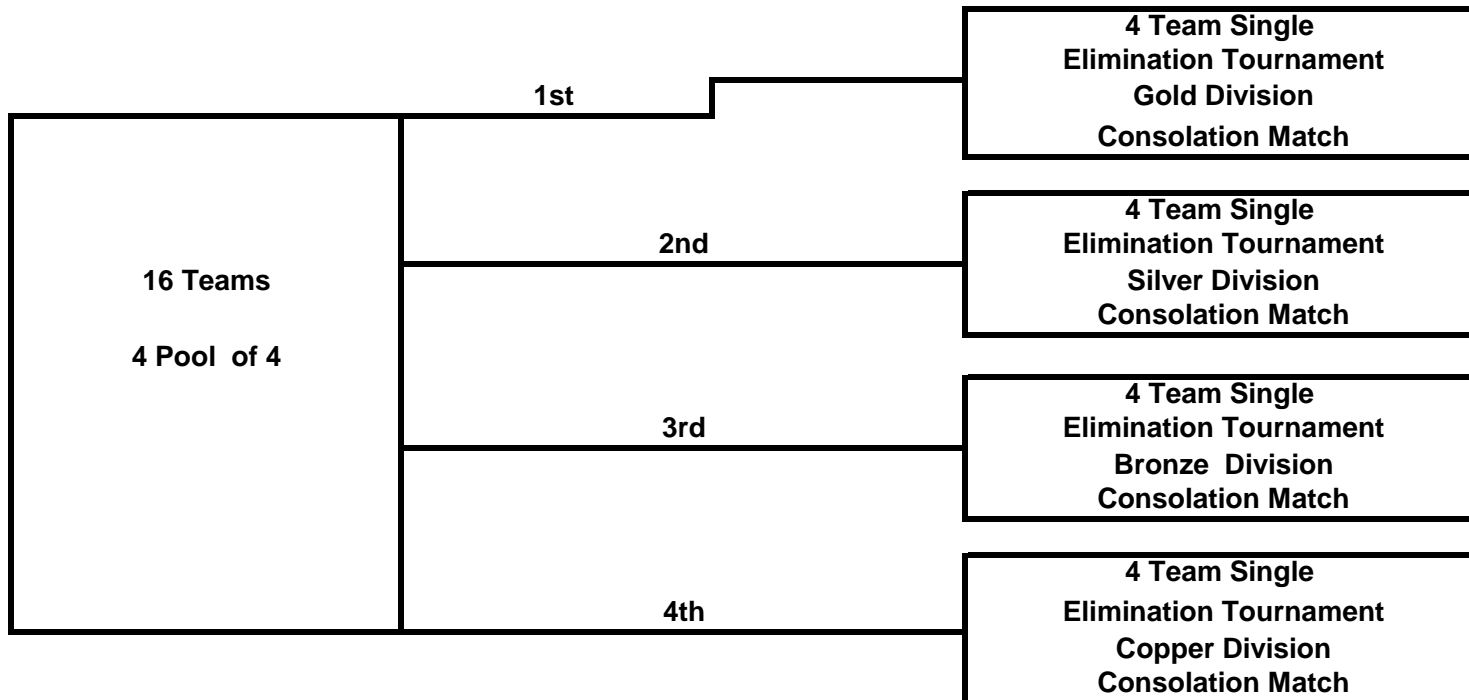 16 Teams
4 Pool of 4
1st
4 Team Single
Elimination Tournament
Gold Division
Consolation Match
2nd
4 Team Single
Elimination Tournament
Silver Division
Consolation Match
3rd
4 Team Single
Elimination Tournament
Bronze Division
Consolation Match
4th
4 Team Single
Elimination Tournament
Copper Division
Consolation Match